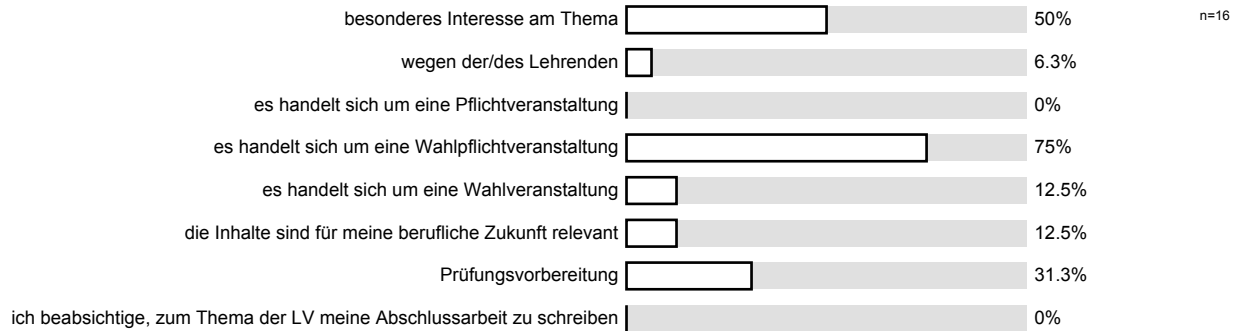 besonderes Interesse am Thema 50% n=16
wegen der/des Lehrenden 6.3%
es handelt sich um eine Pflichtveranstaltung 0%
es handelt sich um eine Wahlpflichtveranstaltung 75%
es handelt sich um eine Wahlveranstaltung 12.5%
die Inhalte sind für meine berufliche Zukunft relevant 12.5%
Prüfungsvorbereitung 31.3%
ich beabsichtige, zum Thema der LV meine Abschlussarbeit zu schreiben 0%